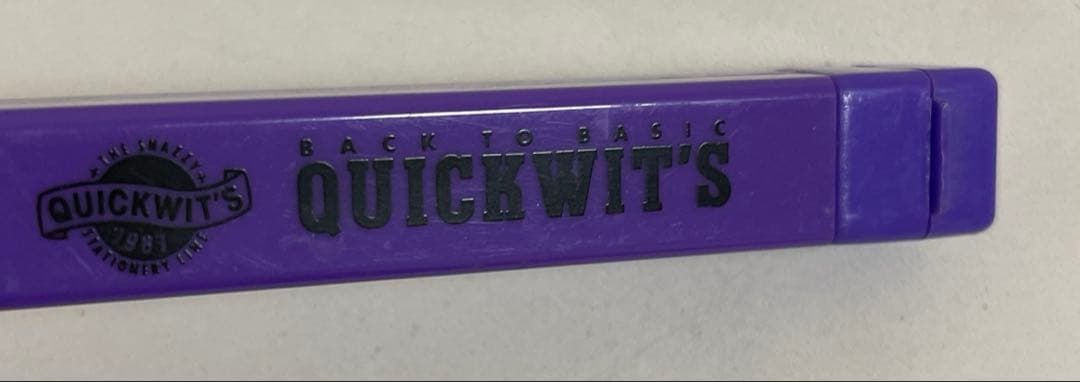 THE SNAZZY
QUICKWIT'S
1981
STATIONERY LINE
BACK TO BASIC
QUICKWIT'S